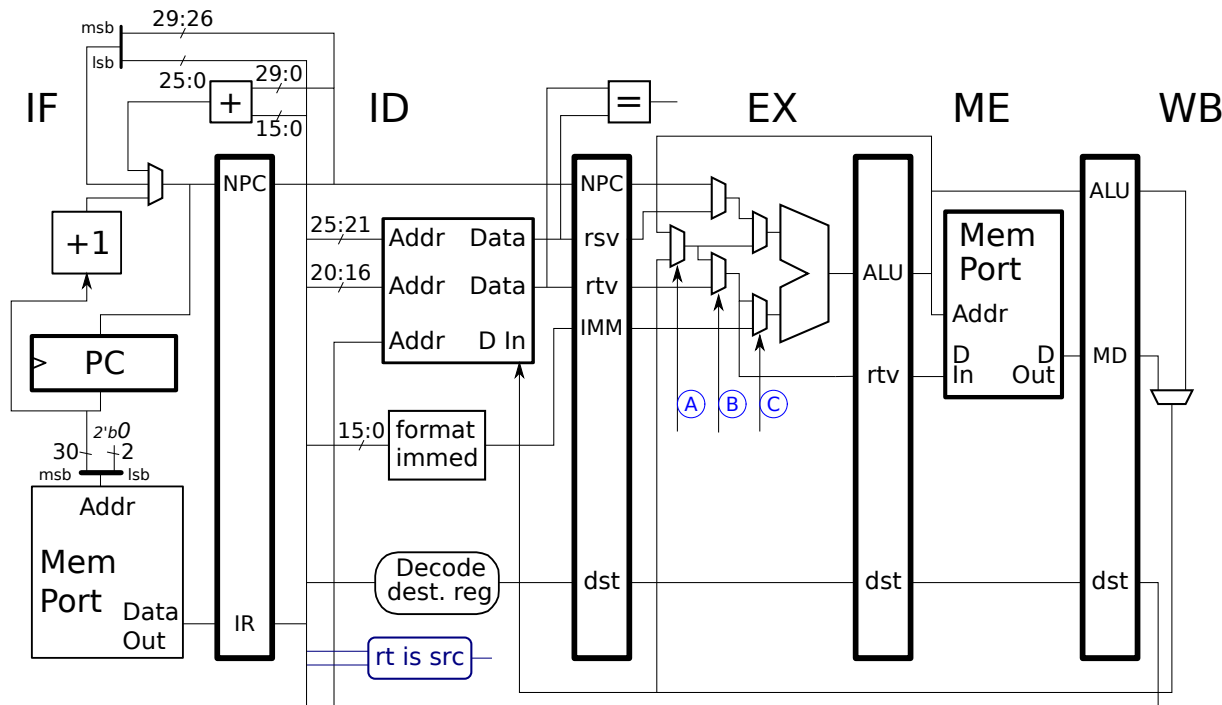 29:26
msb
lsb
25:0
29:0
+
15:0
IF
ID
=
EX
ME
WB
NPC
NPC
ALU
+1
25:21
Addr
Data
rsv
Mem
Port
20:16
Addr
Data
rtv
ALU
Addr
IMM
Addr
D In
PC
rtv
D
In
D
Out
MD
A
B
C
2'b0
30
2
msb
lsb
15:0
format
immed
Addr
Mem
Port
Data
Out
IR
Decode
dest. reg
dst
dst
dst
rt is src